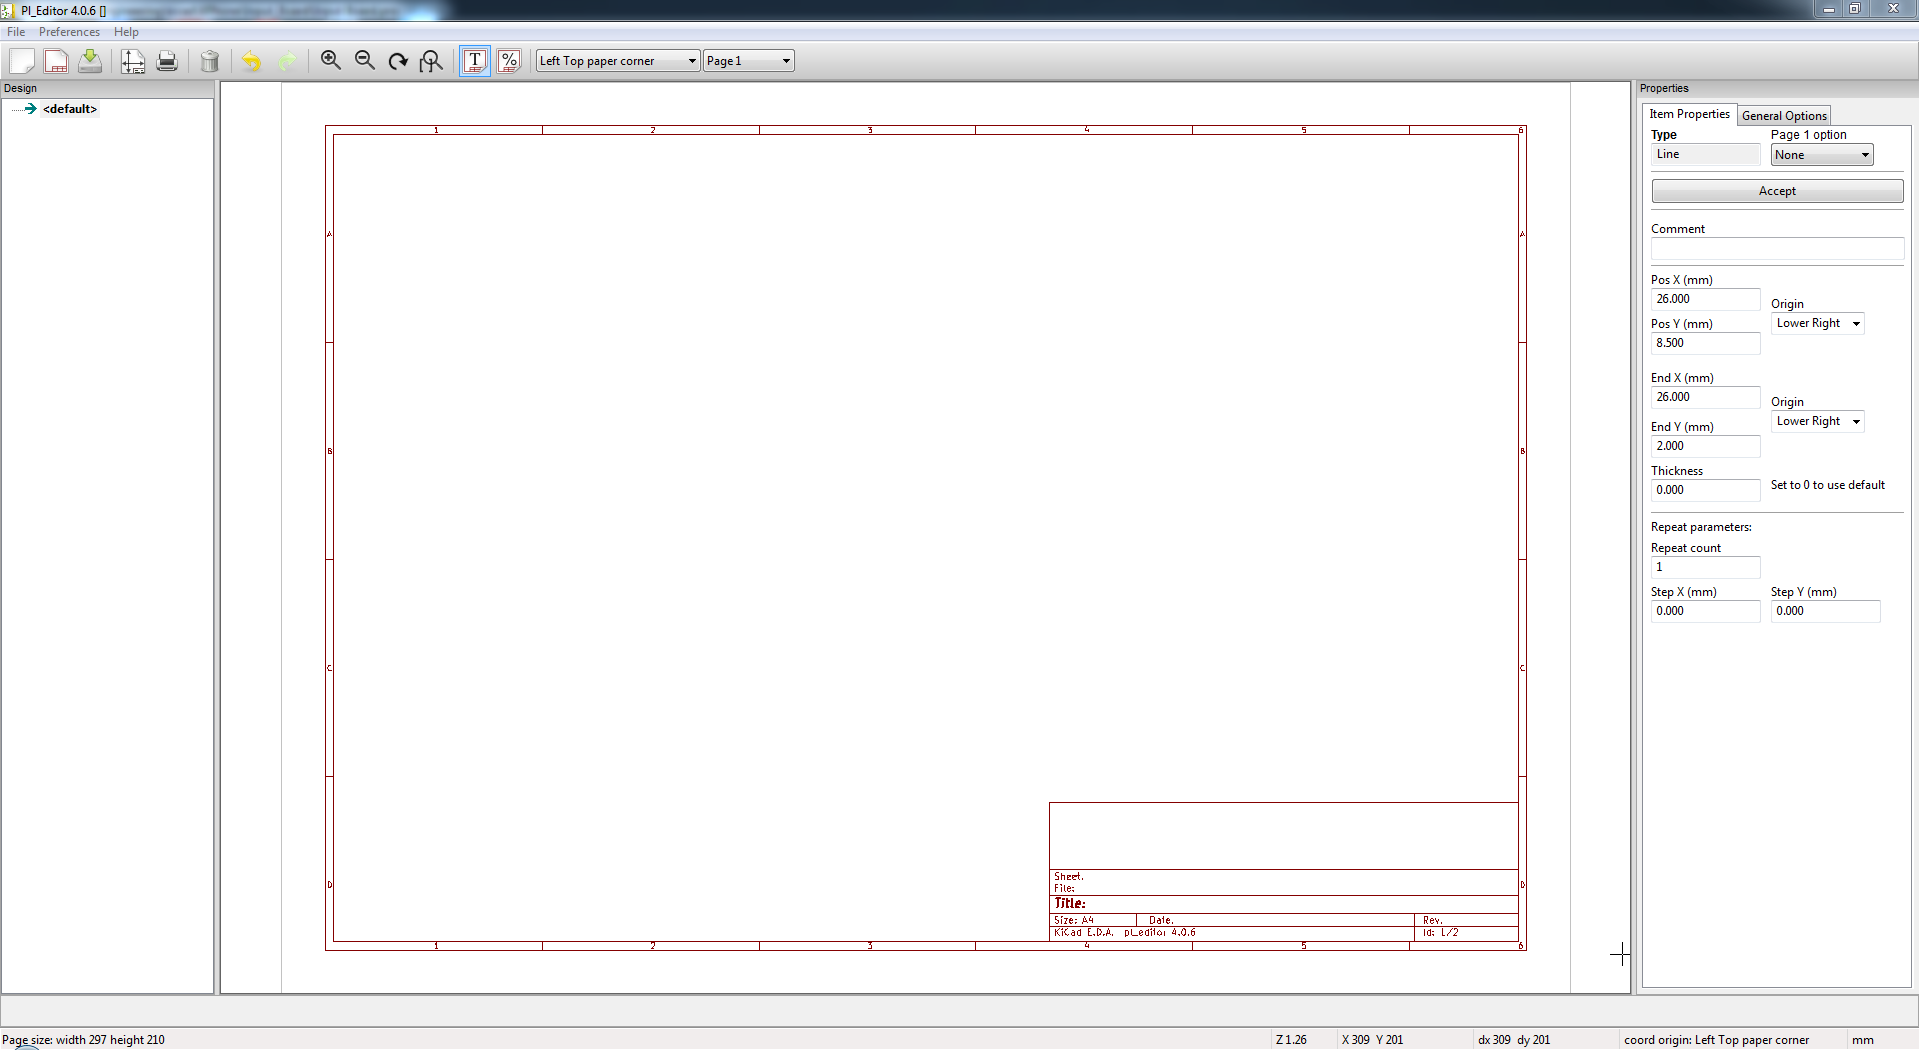 Pl_Editor 4.0.6 []
File Preferences Help
T % Left Top paper corner Page 1
Design
<default>
Properties
Item Properties General Options
Type Page 1 option
Line None
Accept
Comment
Pos X (mm)
26.000
Origin
Pos Y (mm)
Lower Right
8.500
End X (mm)
26.000
Origin
End Y (mm)
Lower Right
2.000
Thickness
0.000
Set to 0 to use default
Repeat parameters:
Repeat count
1
Step X (mm) Step Y (mm)
0.000 0.000
1 2 3 4 5 6
A A
B B
C C
D D
Sheet:
File:
Title:
Size: A4 Date:
Rev:
KiCad E.D.A. pl_editor 4.0.6
Id: 1/2
1 2 3 4 5 6
Page size: width 297 height 210
Z 1.26
X 309 Y 201
dx 309 dy 201
coord origin: Left Top paper corner
mm